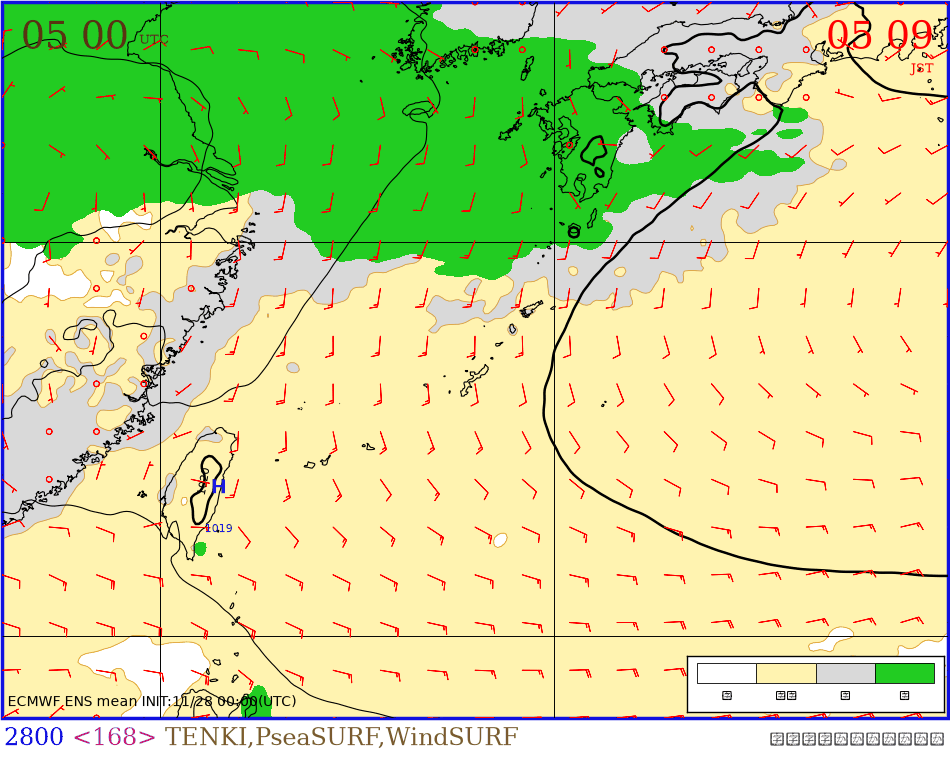 05 00 UTC 05 09
JST
1020
H
1019
ECMWF ENS mean INIT:11/28 00:00(UTC)
2800 <168> TENKI,PseaSURF,WindSURF